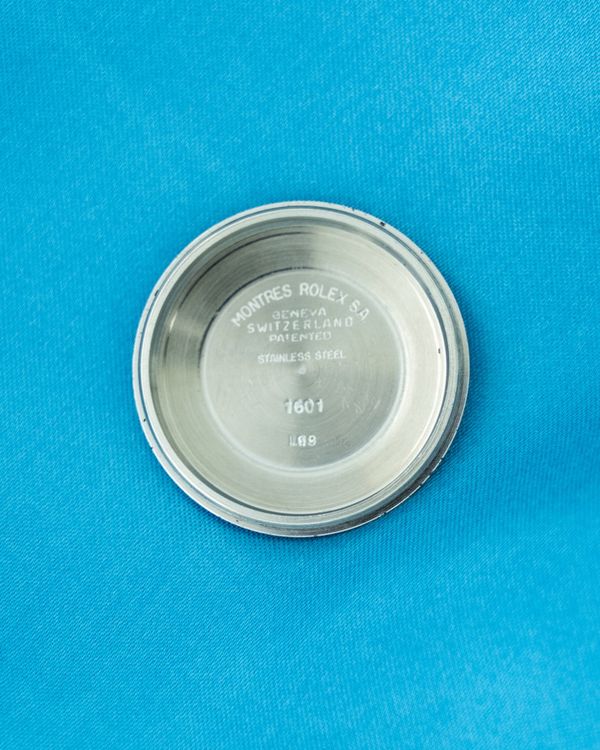 MONTRES ROLEX S.A
GENEVA
SWITZERLAND
PATENTED
STAINLESS STEEL
1601